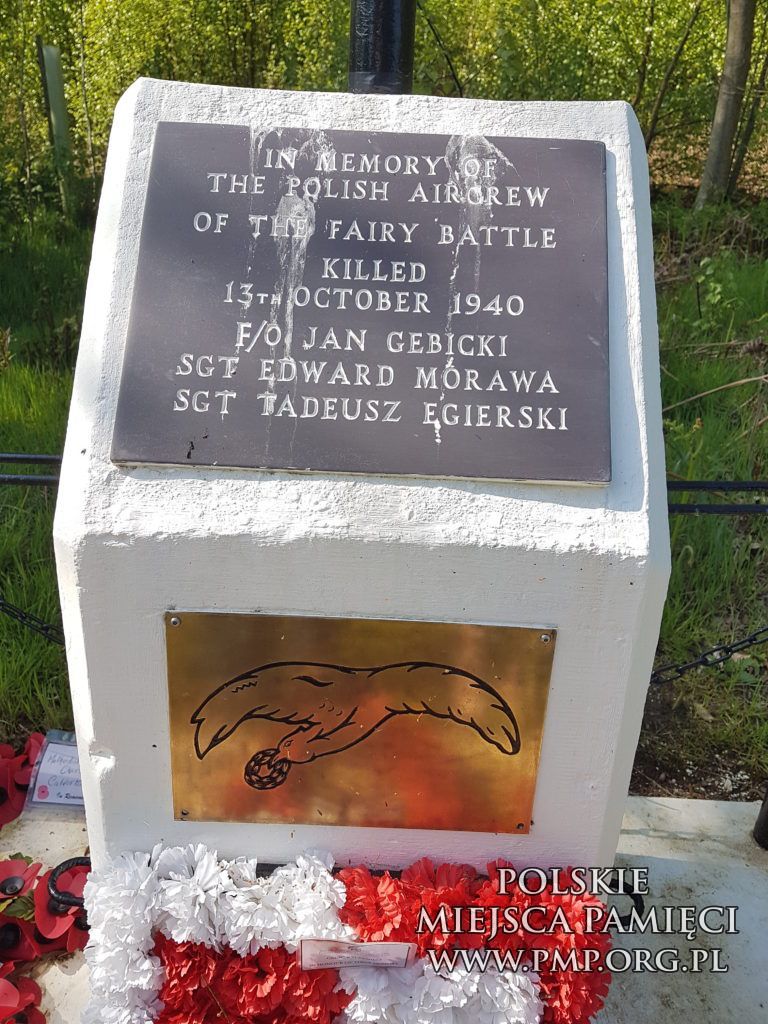 IN MEMORY OF
THE POLISH AIRCREW
OF THE FAIRY BATTLE
KILLED
13TH OCTOBER 1940
F/O JAN GEBICKI
SGT EDWARD MORAWA
SGT TADEUSZ EGIERSKI
POLSKIE
MIEJSCA PAMIĘCI
WWW.PMP.ORG.PL